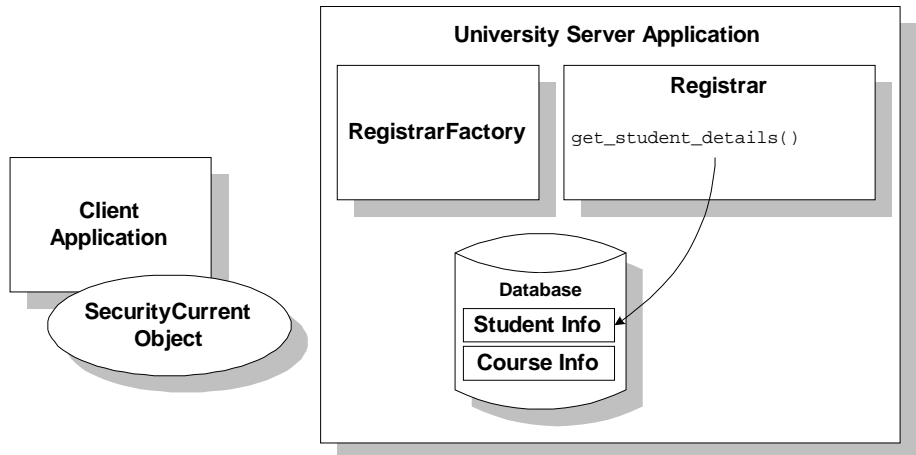 University Server Application
RegistrarFactory
Registrar
get_student_details()
Client
Application
SecurityCurrent
Object
Database
Student Info
Course Info